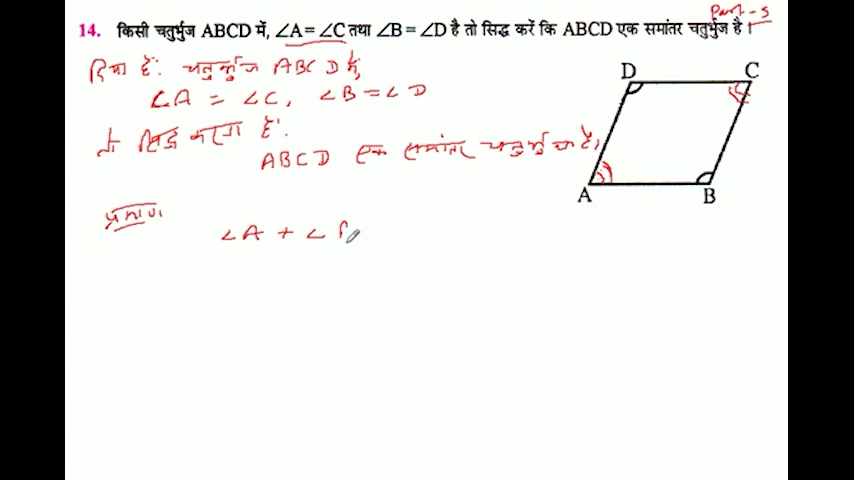 Part-5
14. किसी चतुर्भुज ABCD में, ∠A = ∠C तथा ∠B = ∠D है तो सिद्ध करें कि ABCD एक समांतर चतुर्भुज है।
दिया है: चतुर्भुज ABCD में,
∠A = ∠C, ∠B = ∠D
तो सिद्ध करना है:
ABCD एक समांतर चतुर्भुज है,
D C
A B
प्रमाण
∠A + ∠